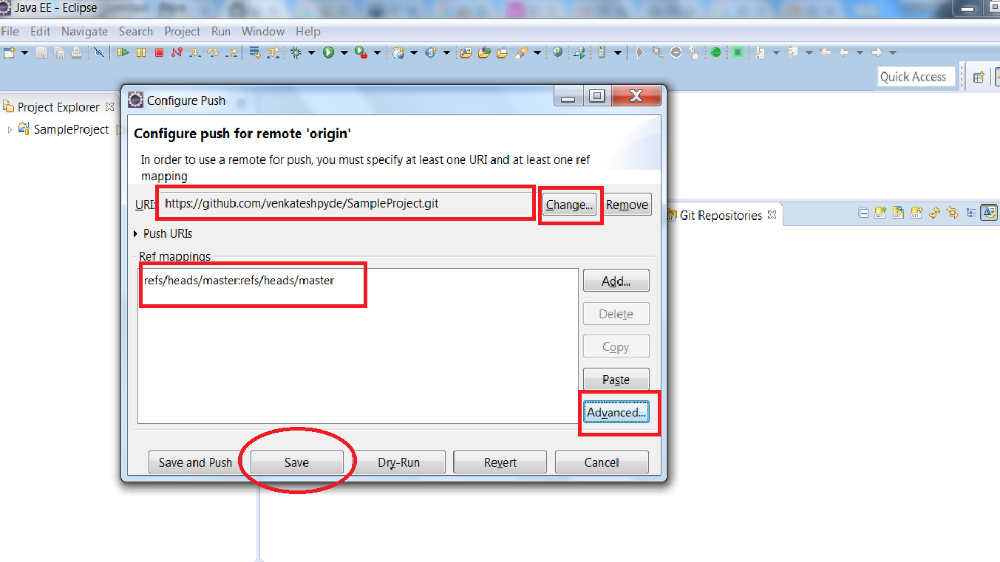 Java EE - Eclipse
File Edit Navigate Search Project Run Window Help
Quick Access
Project Explorer
SampleProject
Configure Push
Configure push for remote 'origin'
In order to use a remote for push, you must specify at least one URI and at least one ref
mapping
URI: https://github.com/venkateshpyde/SampleProject.git Change... Remove
Git Repositories
Push URIs
Ref mappings
refs/heads/master:refs/heads/master
Add...
Delete
Copy
Paste
Advanced...
Save and Push Save Dry-Run Revert Cancel